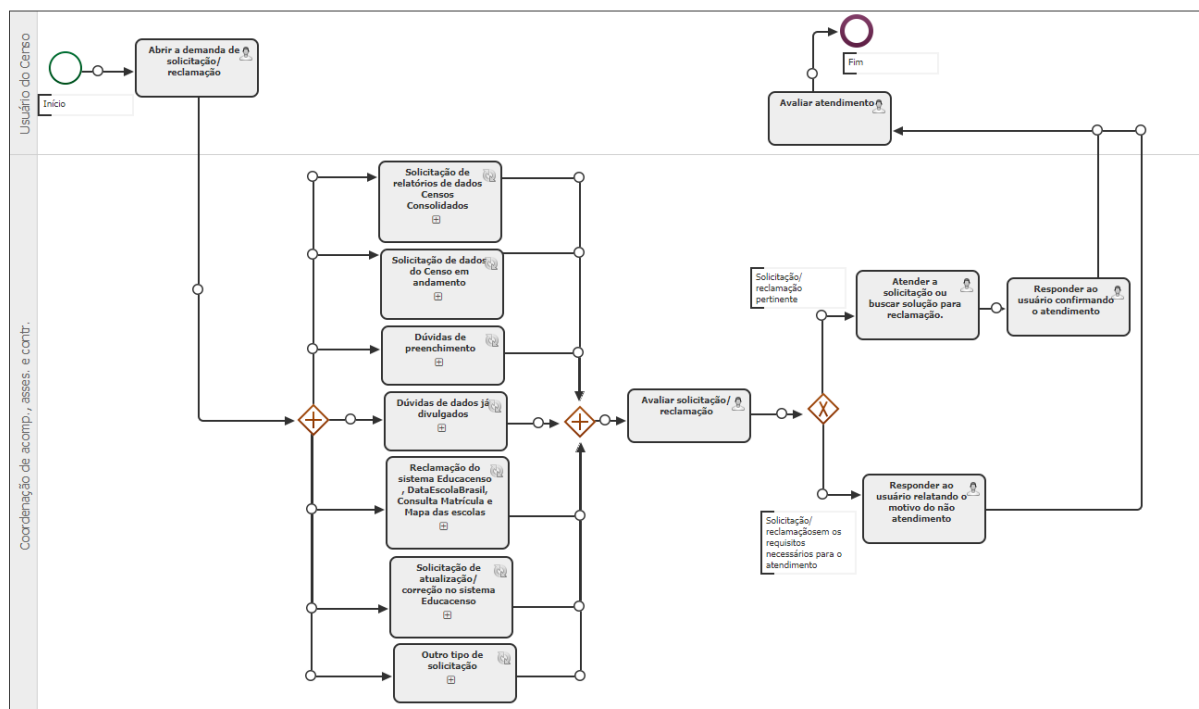 Usuário do Censo
Abrir a demanda de
solicitação/
reclamação
Início
Fim
Avaliar atendimento
Coordenação de acomp., asses. e contr.
Solicitação de
relatórios de dados
Censos
Consolidados
Solicitação de dados
do Censo em
andamento
Dúvidas de
preenchimento
Dúvidas de dados já
divulgados
Reclamação do
sistema Educacenso
, DataEscolaBrasil,
Consulta Matrícula e
Mapa das escolas
Solicitação de
atualização/
correção no sistema
Educacenso
Outro tipo de
solicitação
Avaliar solicitação/
reclamação
Solicitação/
reclamação
pertinente
Atender a
solicitação ou
buscar solução para
reclamação.
Responder ao
usuário confirmando
o atendimento
Solicitação/
reclamaçãosem os
requisitos
necessários para o
atendimento
Responder ao
usuário relatando o
motivo do não
atendimento